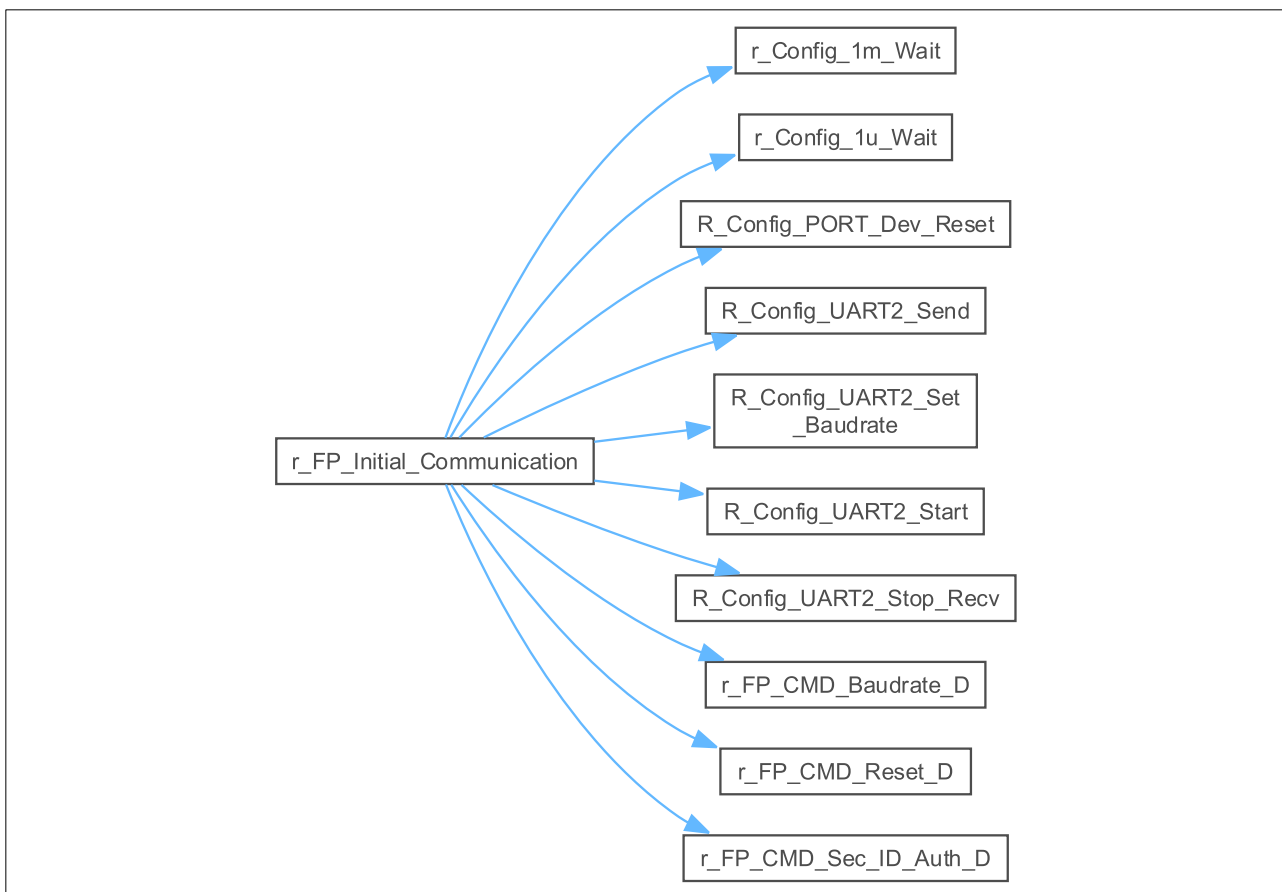 r_Config_1m_Wait
r_Config_1u_Wait
R_Config_PORT_Dev_Reset
R_Config_UART2_Send
R_Config_UART2_Set
_Baudrate
r_FP_Initial_Communication
R_Config_UART2_Start
R_Config_UART2_Stop_Recv
r_FP_CMD_Baudrate_D
r_FP_CMD_Reset_D
r_FP_CMD_Sec_ID_Auth_D